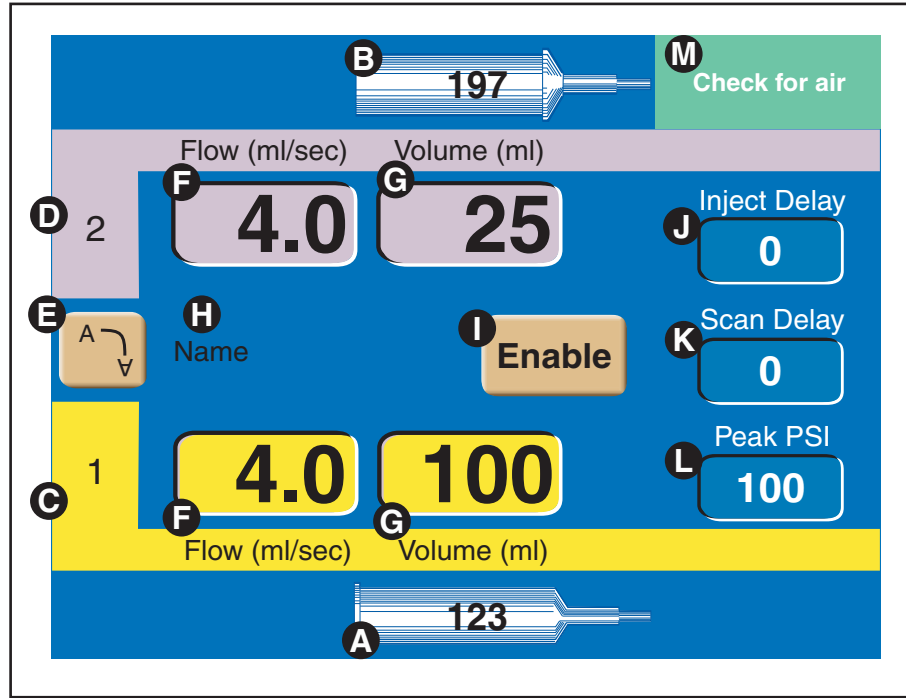 B
197
M
Check for air
Flow (ml/sec) Volume (ml)
D
2
F
4.0
G
25
Inject Delay
J
0
E
A
A
H
Name
I
Enable
Scan Delay
K
0
C
1
F
4.0
G
100
Peak PSI
L
100
Flow (ml/sec) Volume (ml)
A
123